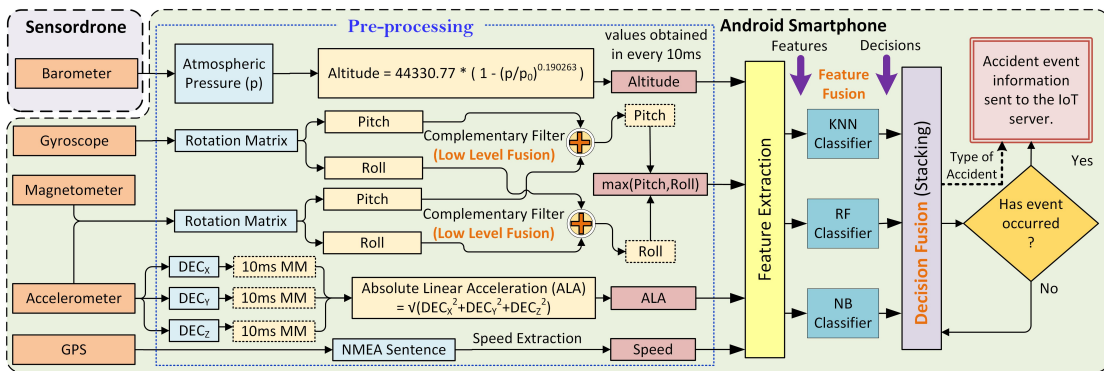 Sensordrone
Pre-processing
Android Smartphone
Barometer
Atmospheric
Pressure (p)
Altitude = 44330.77 * ( 1 - (p/p₀)^0.190263 )
values obtained
in every 10ms
Altitude
Features
Decisions
Feature
Fusion
Accident event
information
sent to the IoT
server.
Gyroscope
Rotation Matrix
Pitch
Roll
Complementary Filter
(Low Level Fusion)
Pitch
max(Pitch,Roll)
KNN
Classifier
Type of
Accident
Yes
Magnetometer
Rotation Matrix
Pitch
Roll
Complementary Filter
(Low Level Fusion)
Roll
Feature Extraction
RF
Classifier
Decision Fusion (Stacking)
Has event
occurred
?
No
Accelerometer
DECX
10ms MM
DECY
10ms MM
DECZ
10ms MM
Absolute Linear Acceleration (ALA)
= √(DECX²+DECY²+DECZ²)
ALA
NB
Classifier
GPS
NMEA Sentence
Speed Extraction
Speed